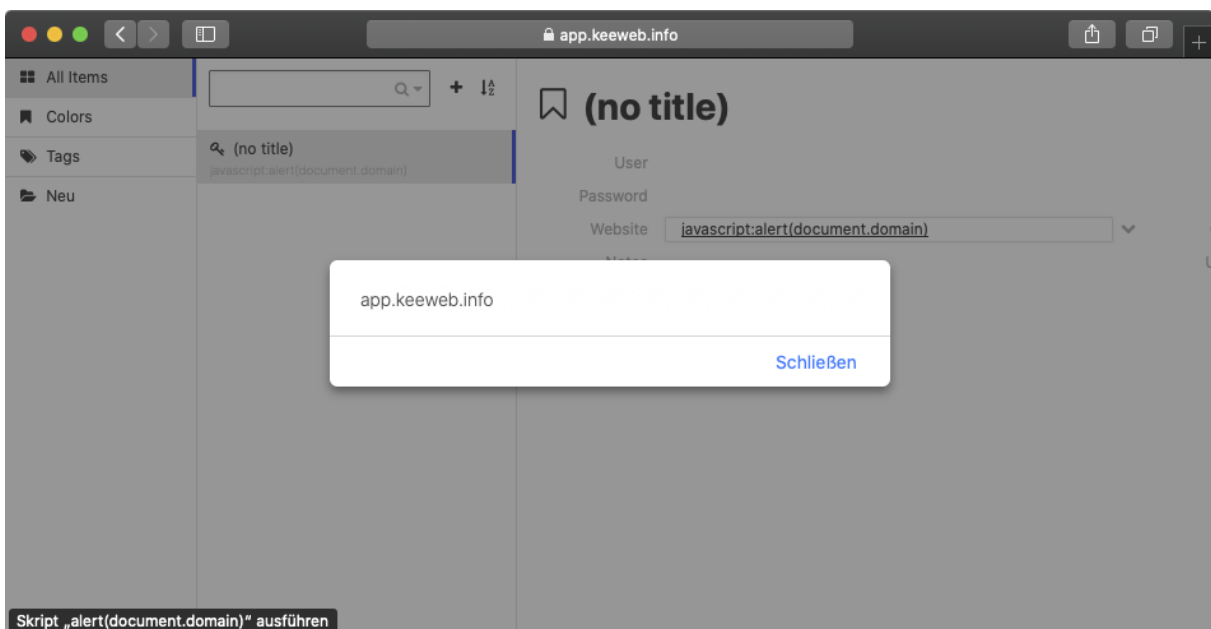 app.keeweb.info
All Items
Colors
Tags
Neu
(no title)
javascript:alert(document.domain)
(no title)
User
Password
Website javascript:alert(document.domain)
Notes
app.keeweb.info
Schließen
Skript „alert(document.domain)“ ausführen